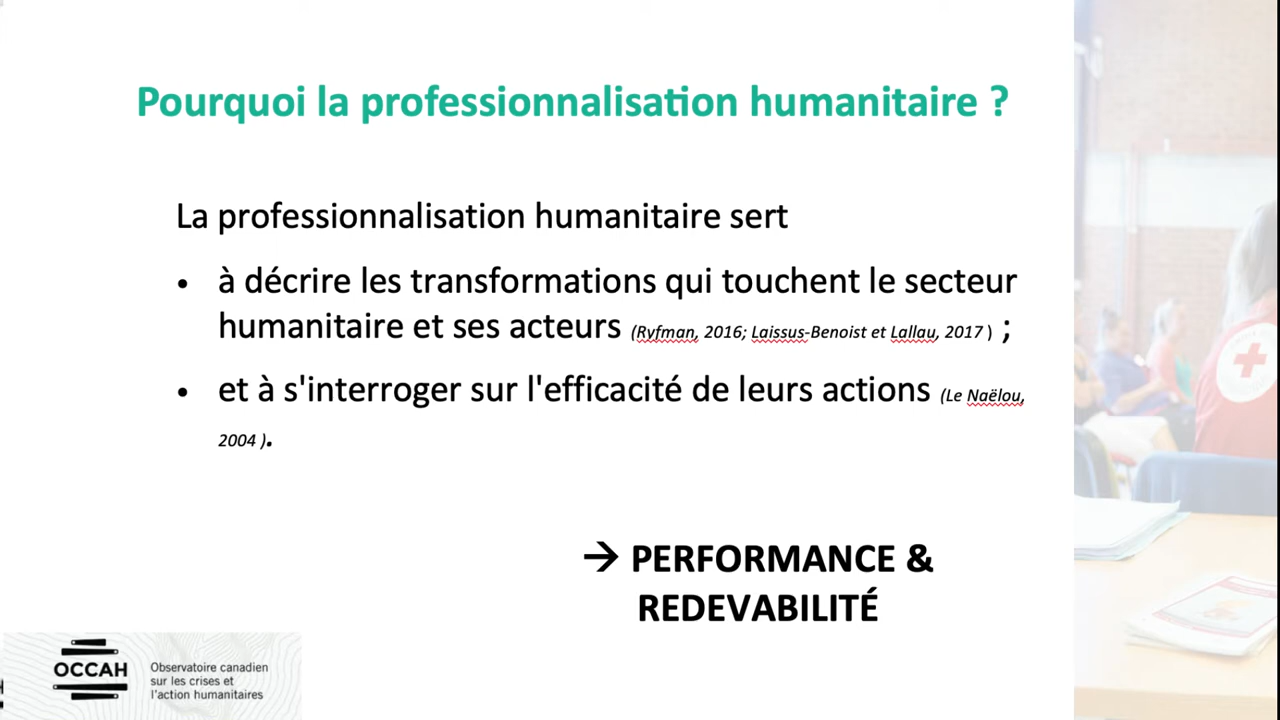 Pourquoi la professionnalisation humanitaire ?
La professionnalisation humanitaire sert
• à décrire les transformations qui touchent le secteur
humanitaire et ses acteurs (Ryfman, 2016; Laissus-Benoist et Lallau, 2017 ) ;
• et à s'interroger sur l'efficacité de leurs actions (Le Naëlou,
2004 ).
→ PERFORMANCE &
REDEVABILITÉ
OCCAH
Observatoire canadien
sur les crises et
l'action humanitaires